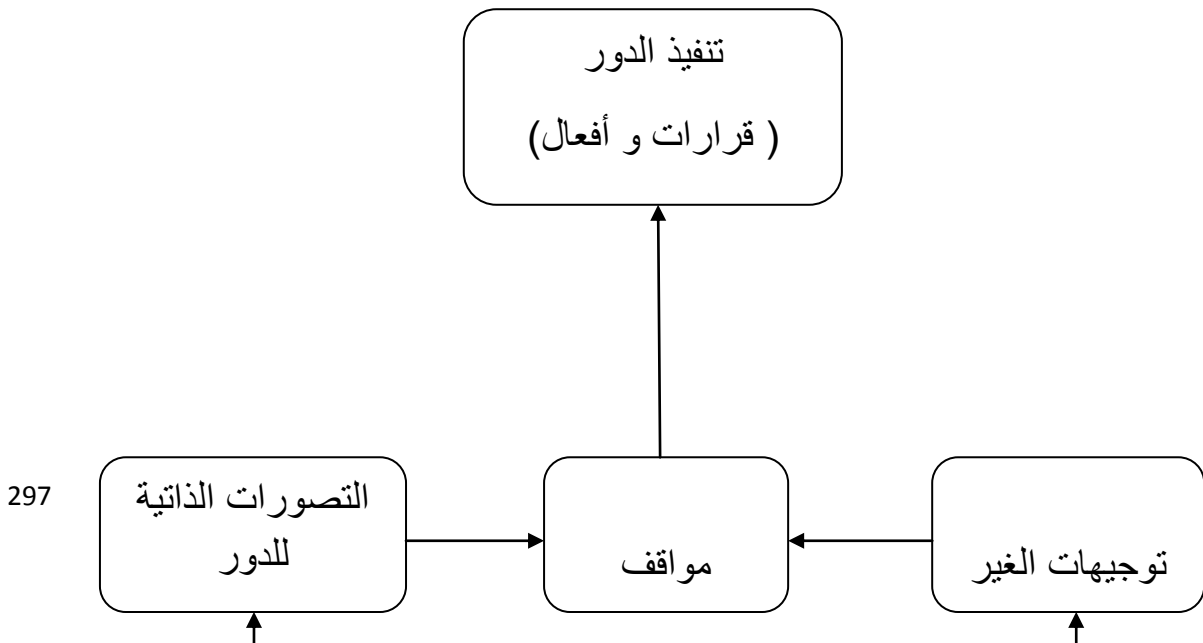 تنفيذ الدور
( قرارات و أفعال)
توجيهات الغير
مواقف
التصورات الذاتية
للدور
297